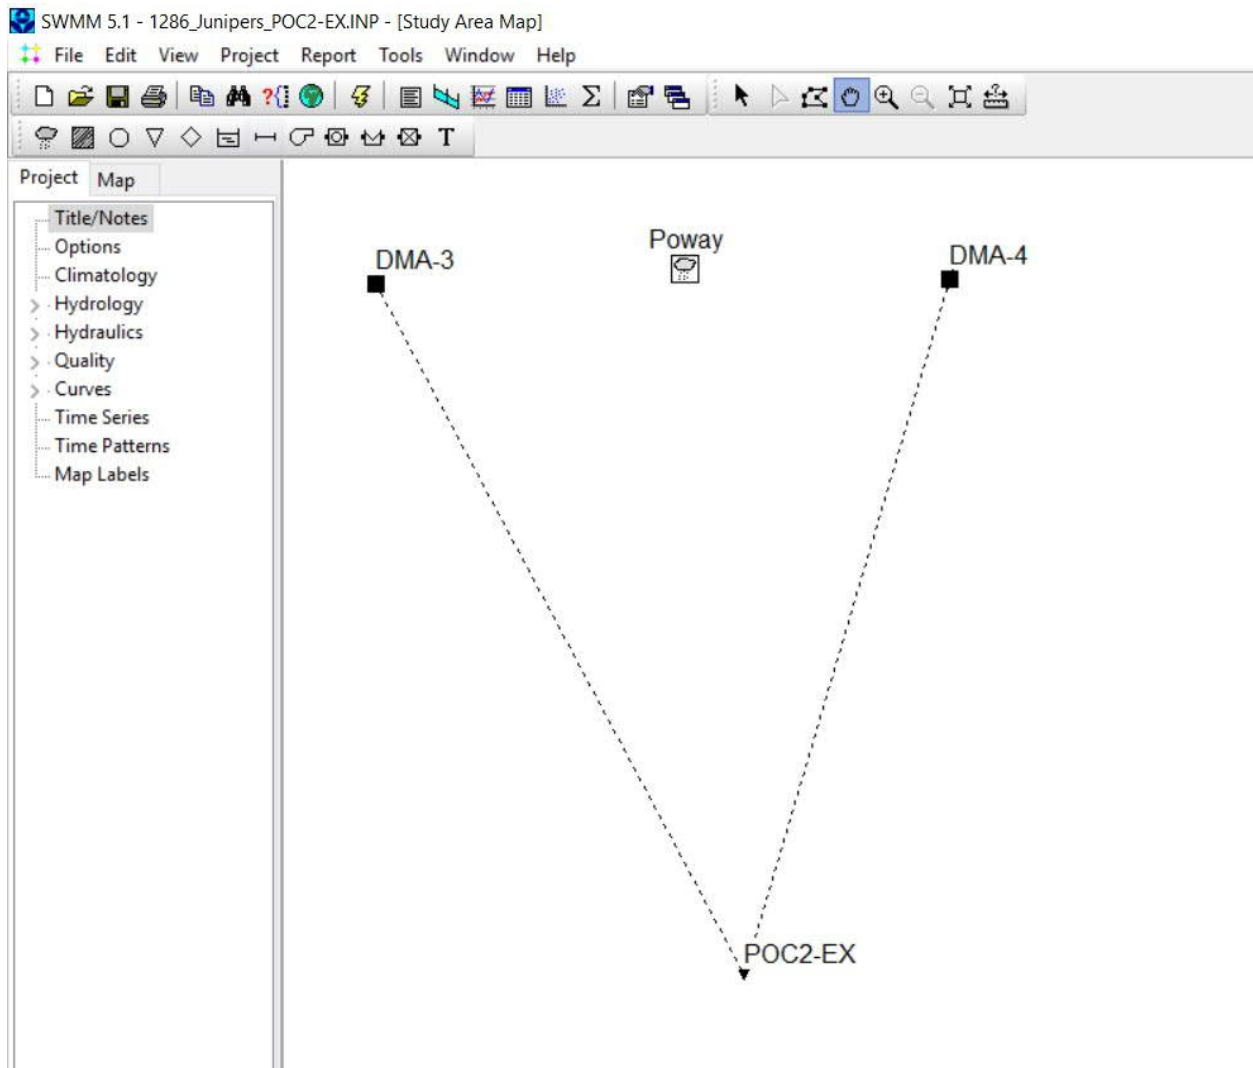 SWMM 5.1 - 1286_Junipers_POC2-EX.INP - [Study Area Map]
File Edit View Project Report Tools Window Help
T
Project Map
Title/Notes
Options
Climatology
Hydrology
Hydraulics
Quality
Curves
Time Series
Time Patterns
Map Labels
DMA-3
Poway
DMA-4
POC2-EX